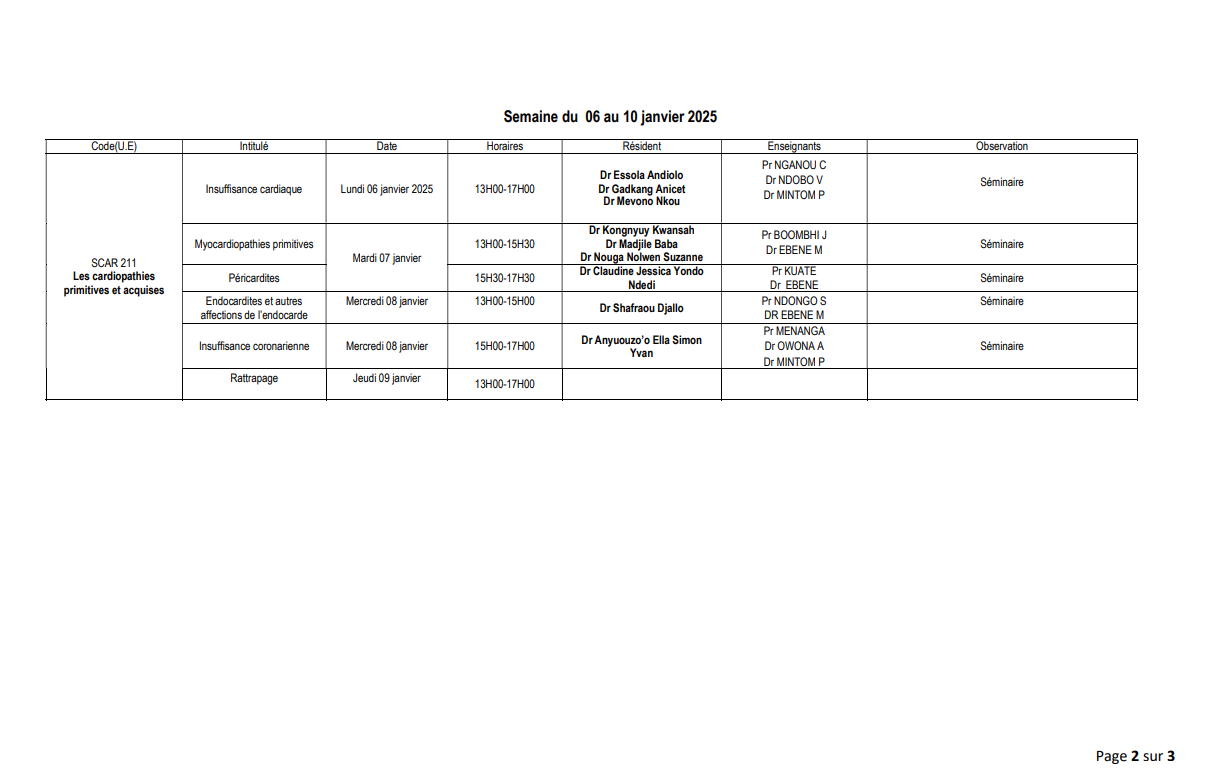 Semaine du  06 au 10 janvier 2025
Code(U.E)
Intitulé
Date
Horaires
Résident
Enseignants
Observation
SCAR 211
Les cardiopathies
primitives et acquises
Insuffisance cardiaque
Lundi 06 janvier 2025
13H00-17H00
Dr Essola Andiolo
Dr Gadkang Anicet
Dr Mevono Nkou
Pr NGANOU C
Dr NDOBO V
Dr MINTOM P
Séminaire
Myocardiopathies primitives
Mardi 07 janvier
13H00-15H30
Dr Kongnyuy Kwansah
Dr Madjile Baba
Dr Nouga Nolwen Suzanne
Pr BOOMBHI J
Dr EBENE M
Séminaire
Péricardites
15H30-17H30
Dr Claudine Jessica Yondo
Ndedi
Pr KUATE
Dr  EBENE
Séminaire
Endocardites et autres
affections de l'endocarde
Mercredi 08 janvier
13H00-15H00
Dr Shafraou Djallo
Pr NDONGO S
DR EBENE M
Séminaire
Insuffisance coronarienne
Mercredi 08 janvier
15H00-17H00
Dr Anyuouzo'o Ella Simon
Yvan
Pr MENANGA
Dr OWONA A
Dr MINTOM P
Séminaire
Rattrapage
Jeudi 09 janvier
13H00-17H00
Page 2 sur 3